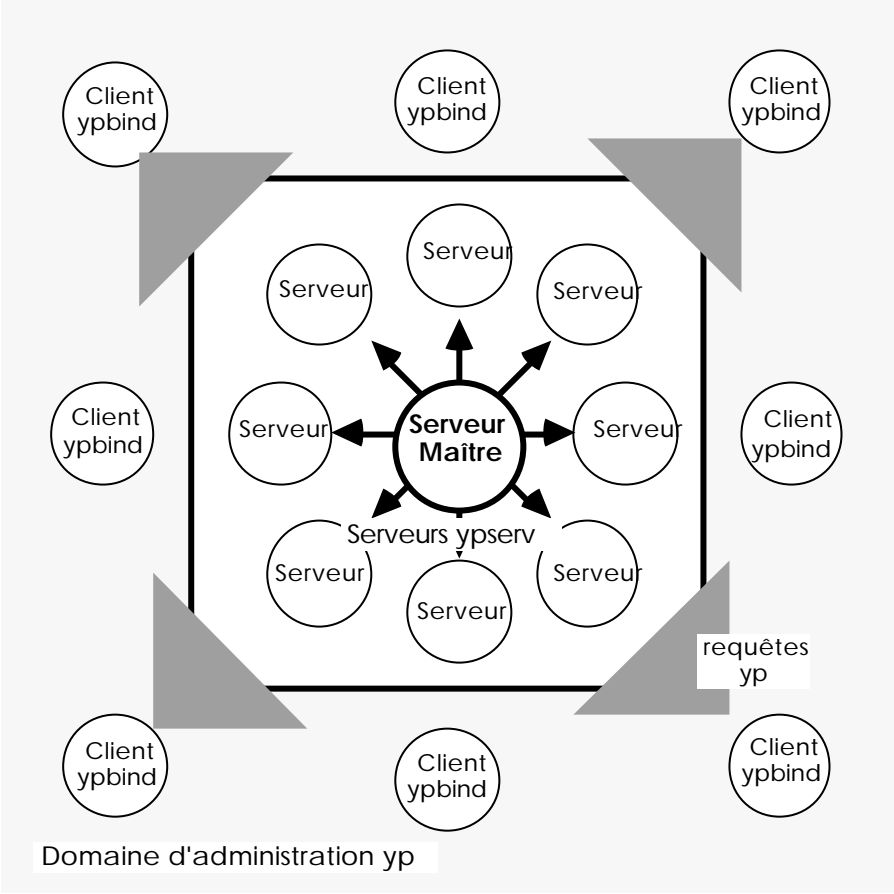 Client
ypbind
Client
ypbind
Client
ypbind
Serveur
Serveur
Serveur
Client
ypbind
Serveur
Serveur
Maître
Serveur
Client
ypbind
Serveurs ypserv
Serveur
Serveur
Serveur
requêtes
yp
Client
ypbind
Client
ypbind
Client
ypbind
Domaine d'administration yp